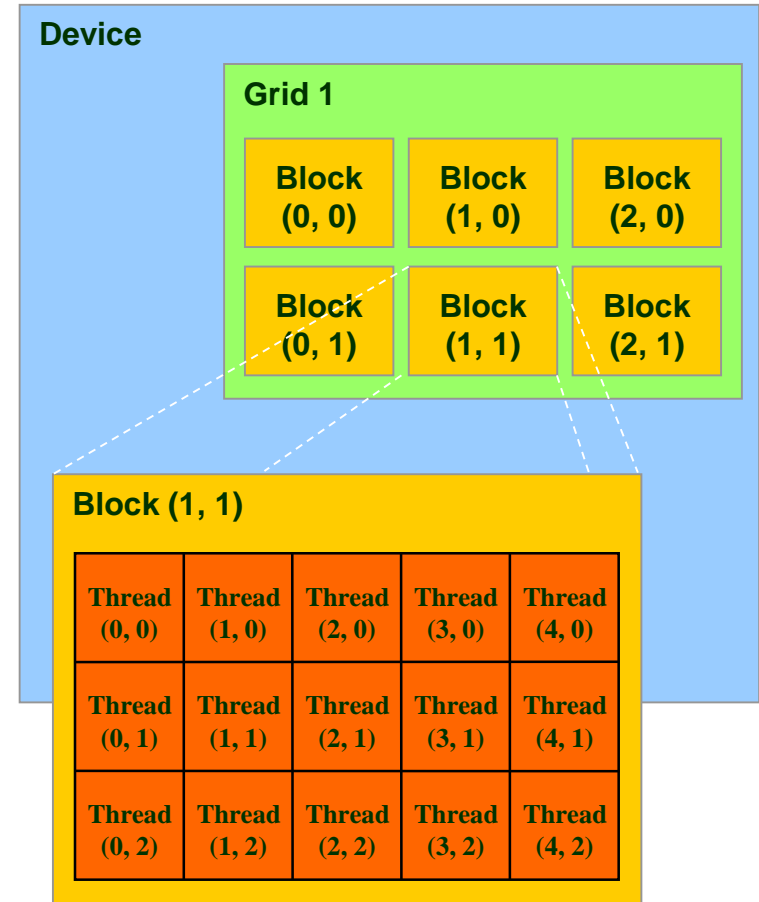 Device
Grid 1
Block Block Block
(0, 0) (1, 0) (2, 0)
Block Block Block
(0, 1) (1, 1) (2, 1)
Block (1, 1)
Thread Thread Thread Thread Thread
(0, 0) (1, 0) (2, 0) (3, 0) (4, 0)
Thread Thread Thread Thread Thread
(0, 1) (1, 1) (2, 1) (3, 1) (4, 1)
Thread Thread Thread Thread Thread
(0, 2) (1, 2) (2, 2) (3, 2) (4, 2)